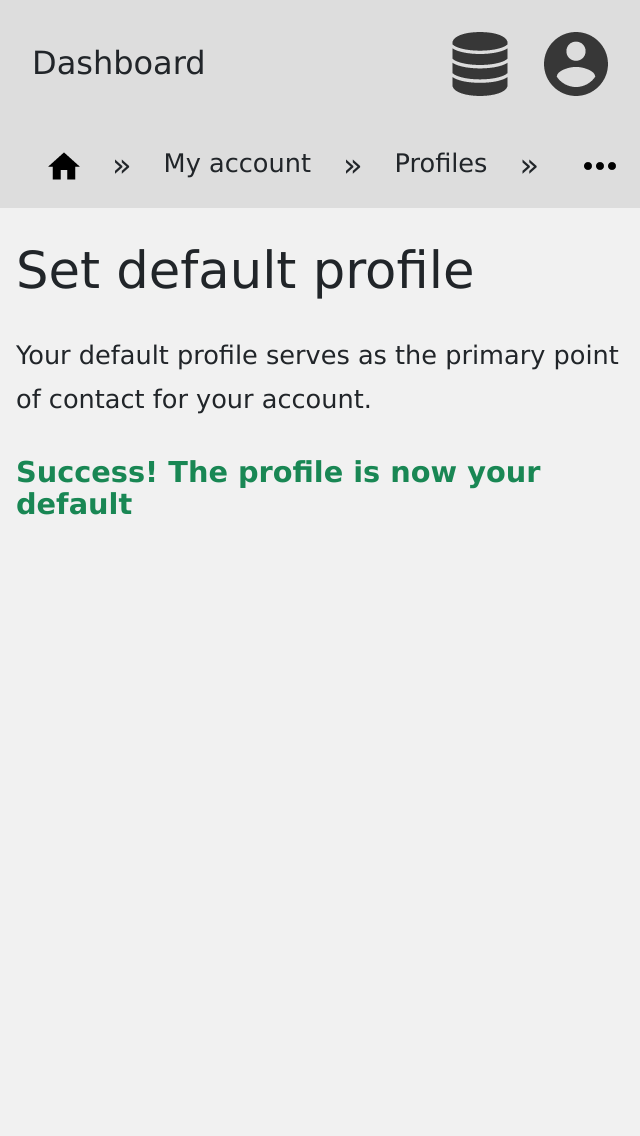 Dashboard
» My account » Profiles »
Set default profile
Your default profile serves as the primary point
of contact for your account.
Success! The profile is now your
default